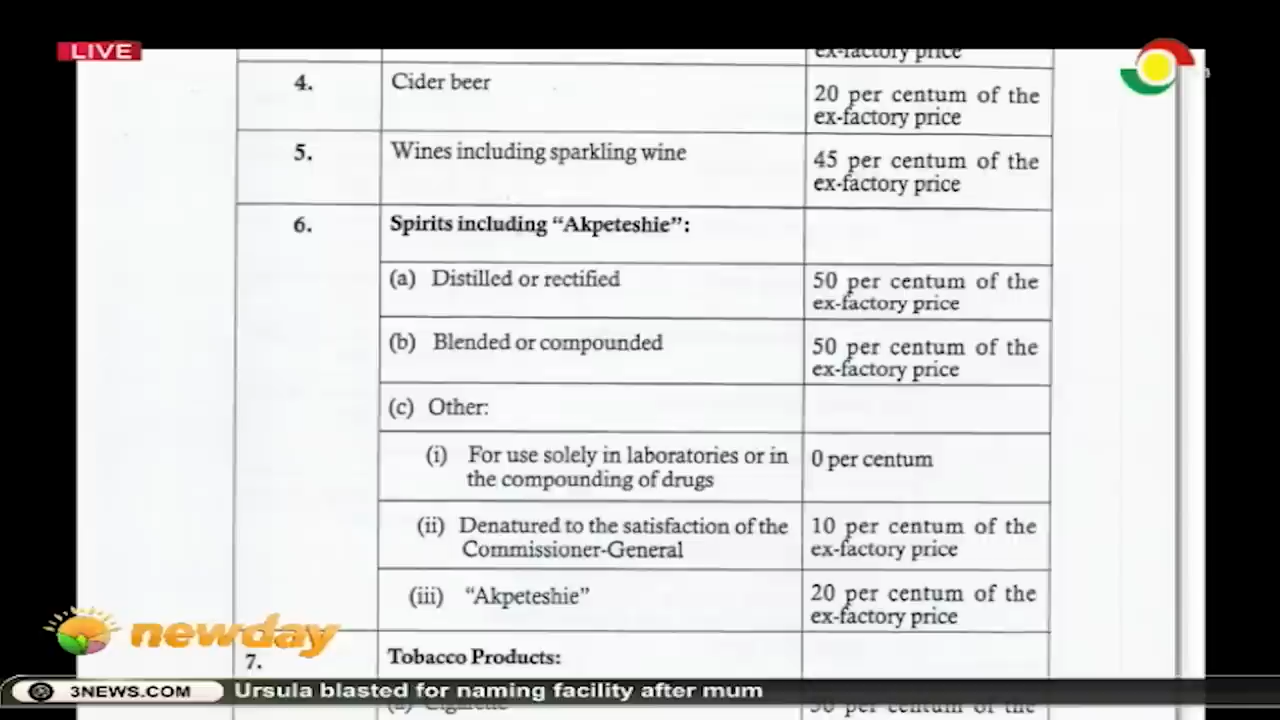 LIVE
ex-factory price
4.
Cider beer
20 per centum of the
ex-factory price
5.
Wines including sparkling wine
45 per centum of the
ex-factory price
6.
Spirits including “Akpeteshie”:
(a) Distilled or rectified
50 per centum of the
ex-factory price
(b) Blended or compounded
50 per centum of the
ex-factory price
(c) Other:
(i) For use solely in laboratories or in
the compounding of drugs
0 per centum
(ii) Denatured to the satisfaction of the
Commissioner-General
10 per centum of the
ex-factory price
(iii) “Akpeteshie”
20 per centum of the
ex-factory price
newday
7.
Tobacco Products:
3NEWS.COM
Ursula blasted for naming facility after mum
per centum of the